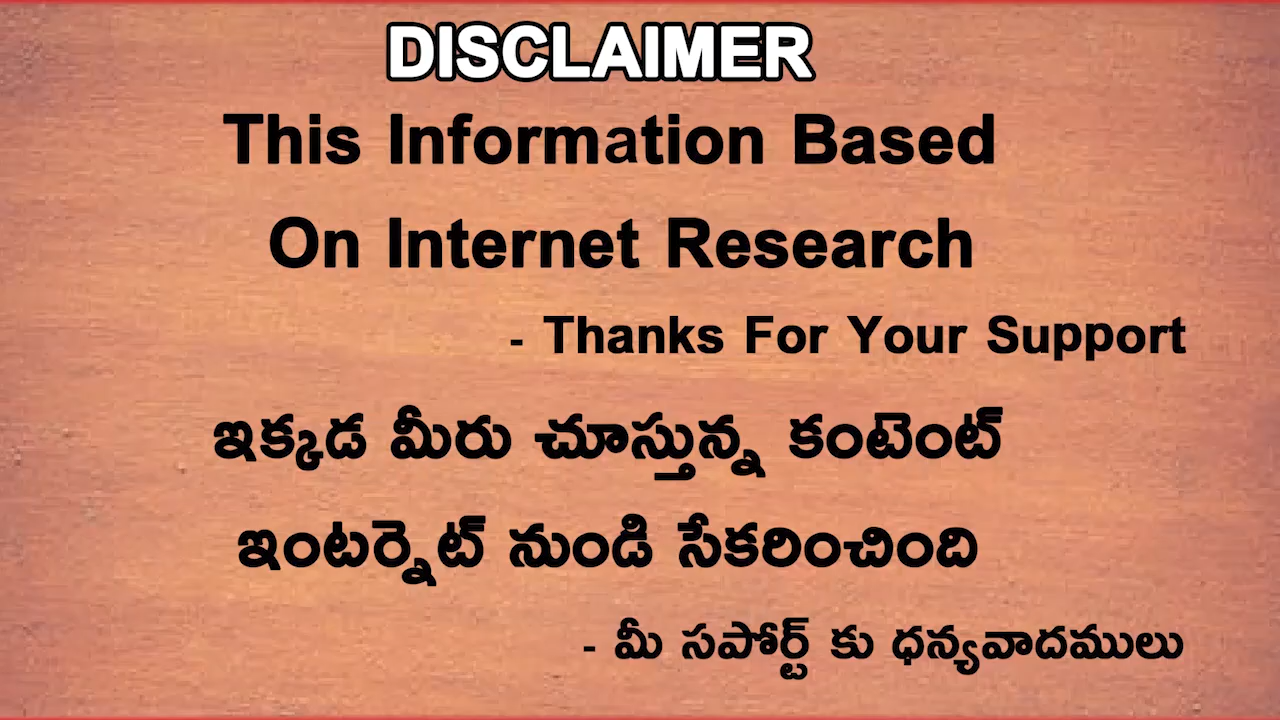 DISCLAIMER
This Information Based
On Internet Research
- Thanks For Your Support
ఇక్కడ మీరు చూస్తున్న కంటెంట్
ఇంటర్నెట్ నుండి సేకరించింది
- మీ సపోర్ట్ కు ధన్యవాదములు